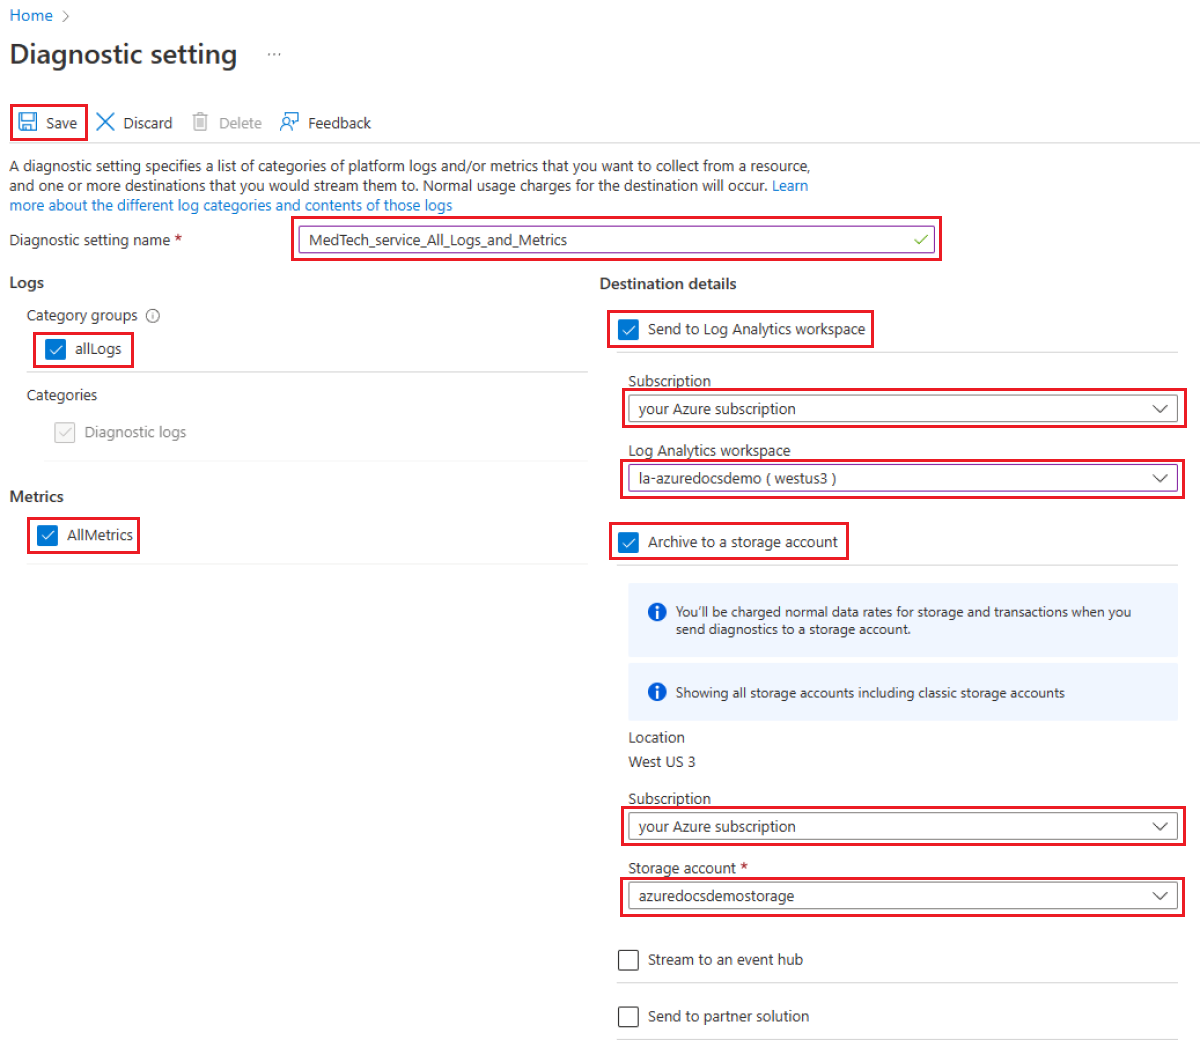 Home
Diagnostic setting ...
Save Discard Delete Feedback
A diagnostic setting specifies a list of categories of platform logs and/or metrics that you want to collect from a resource,
and one or more destinations that you would stream them to. Normal usage charges for the destination will occur. Learn
more about the different log categories and contents of those logs
Diagnostic setting name *
MedTech_service_All_Logs_and_Metrics
Logs
Category groups
allLogs
Categories
Diagnostic logs
Metrics
AllMetrics
Destination details
Send to Log Analytics workspace
Subscription
your Azure subscription
Log Analytics workspace
la-azuredocsdemo ( westus3 )
Archive to a storage account
You'll be charged normal data rates for storage and transactions when you
send diagnostics to a storage account.
Showing all storage accounts including classic storage accounts
Location
West US 3
Subscription
your Azure subscription
Storage account *
azuredocsdemostorage
Stream to an event hub
Send to partner solution